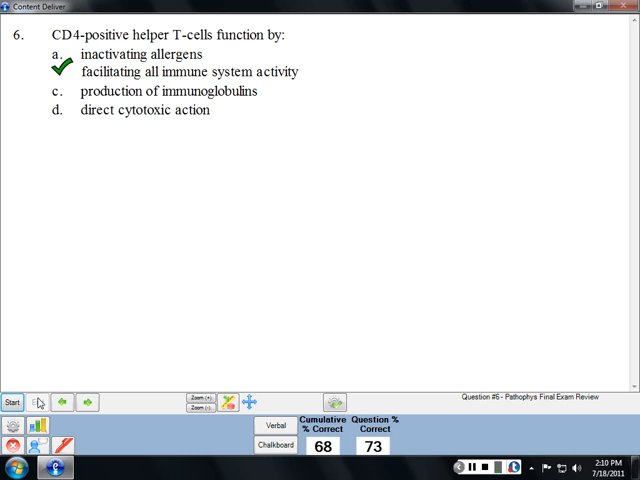 Content Deliver
6. CD4-positive helper T-cells function by:
a. inactivating allergens
facilitating all immune system activity
c. production of immunoglobulins
d. direct cytotoxic action
Start
Zoom (+)
Zoom (-)
Question #6 - Pathophys Final Exam Review
Verbal
Chalkboard
Cumulative % Correct
68
Question % Correct
73
2:10 PM
7/18/2011